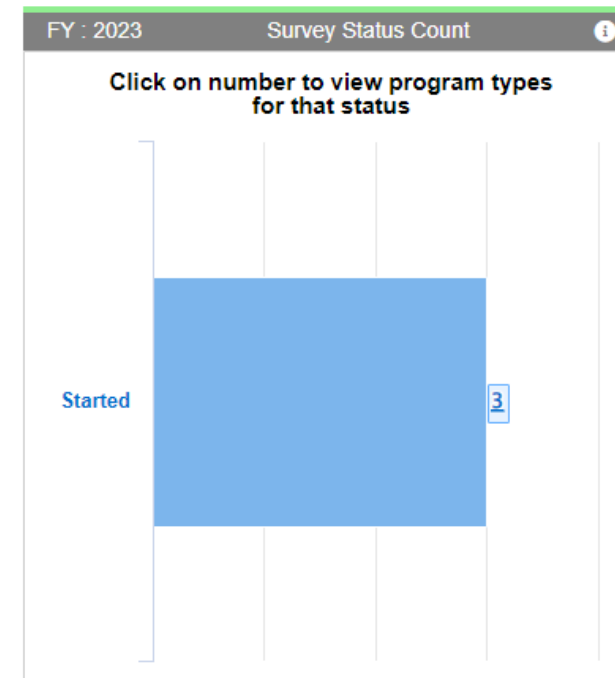 FY : 2023 Survey Status Count
Click on number to view program types
for that status
Started 3